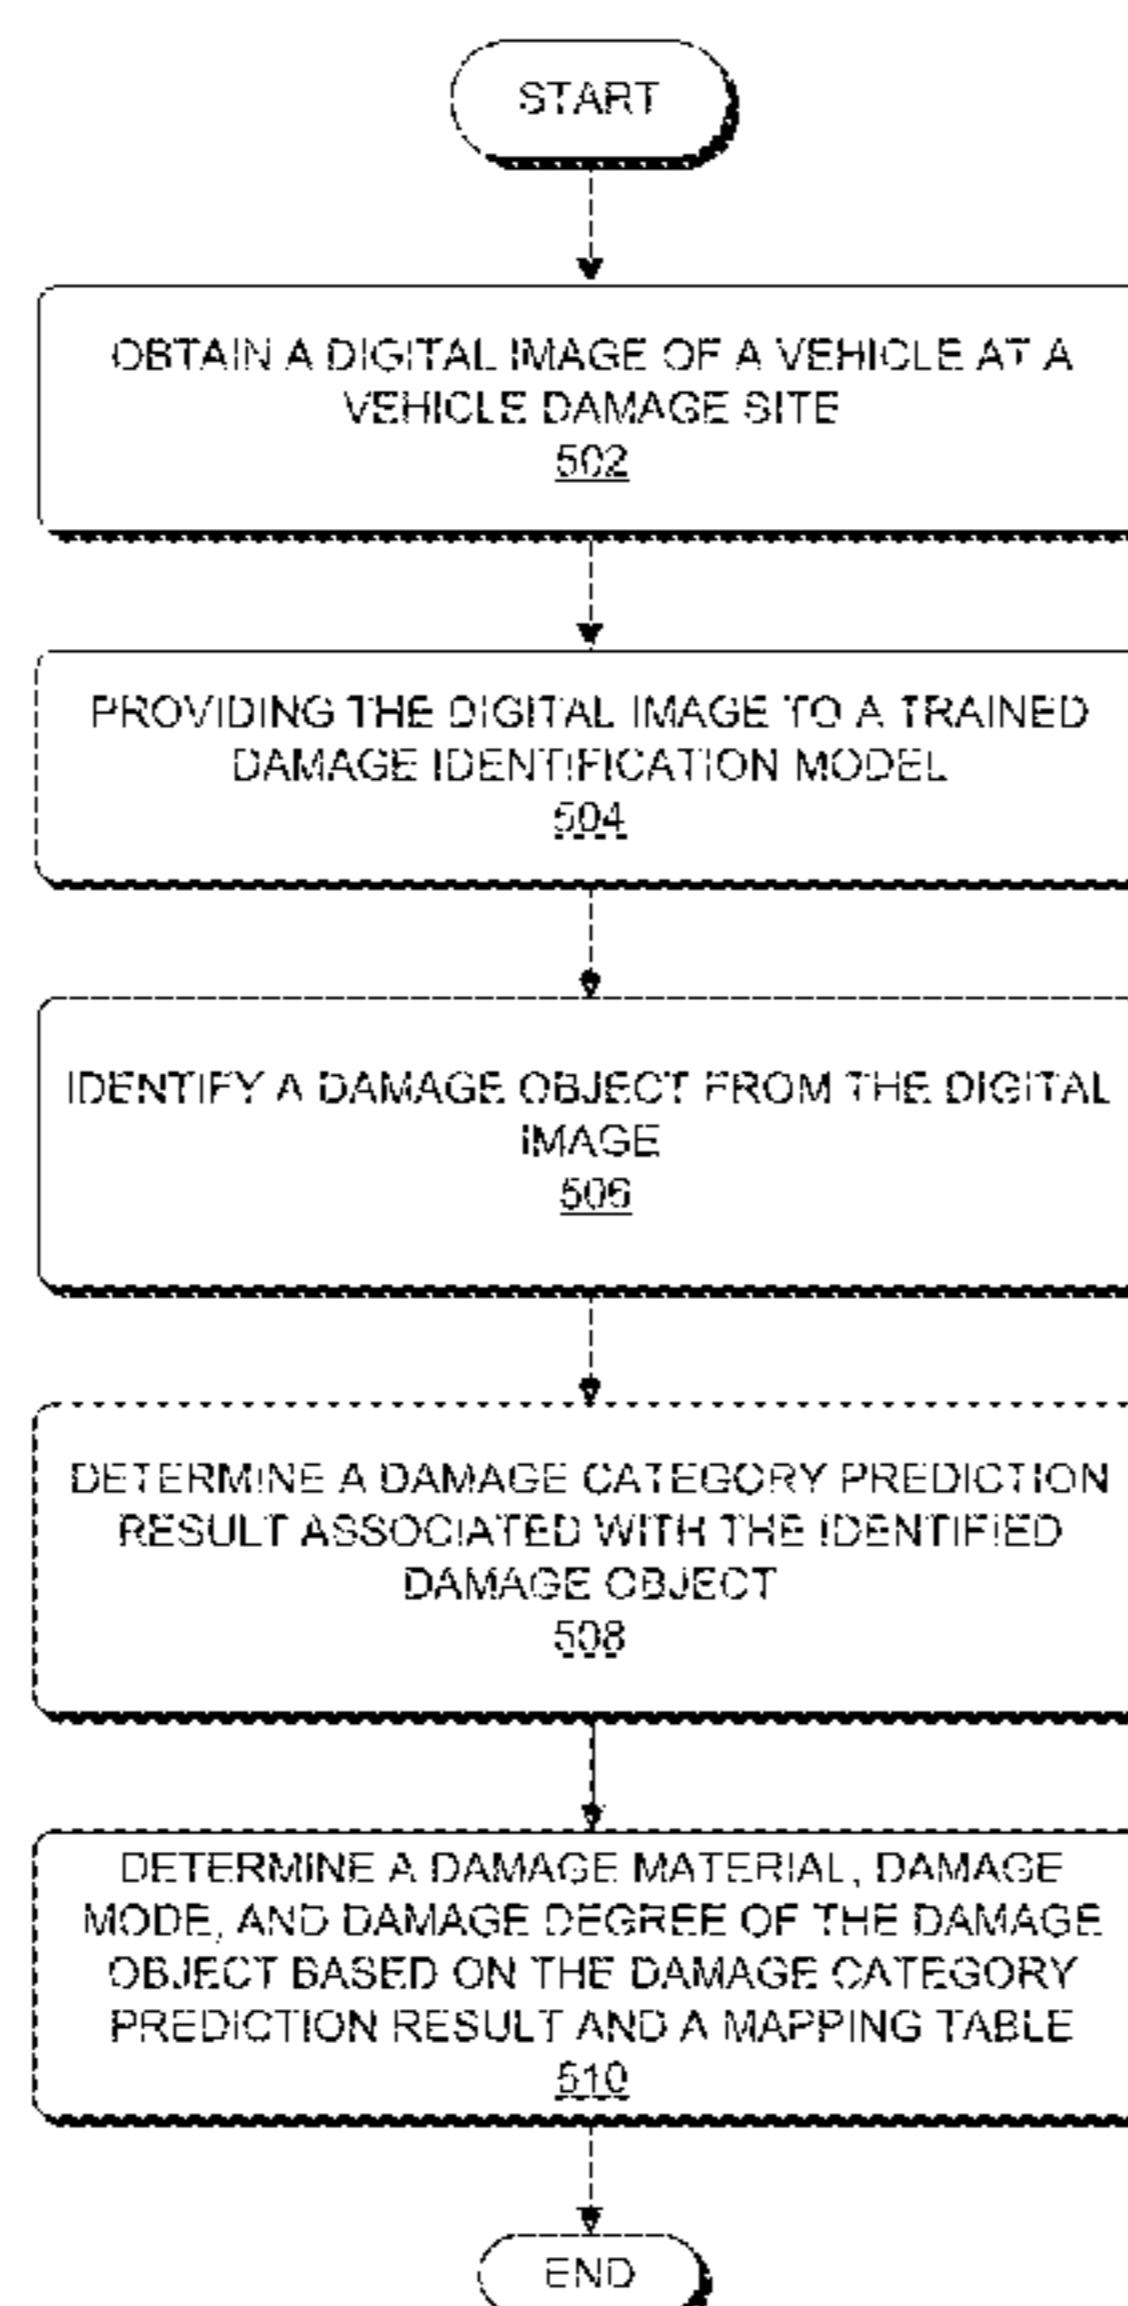 START
OBTAIN A DIGITAL IMAGE OF A VEHICLE AT A
VEHICLE DAMAGE SITE
502
PROVIDING THE DIGITAL IMAGE TO A TRAINED
DAMAGE IDENTIFICATION MODEL
504
IDENTIFY A DAMAGE OBJECT FROM THE DIGITAL
IMAGE
506
DETERMINE A DAMAGE CATEGORY PREDICTION
RESULT ASSOCIATED WITH THE IDENTIFIED
DAMAGE OBJECT
508
DETERMINE A DAMAGE MATERIAL, DAMAGE
MODE, AND DAMAGE DEGREE OF THE DAMAGE
OBJECT BASED ON THE DAMAGE CATEGORY
PREDICTION RESULT AND A MAPPING TABLE
510
END